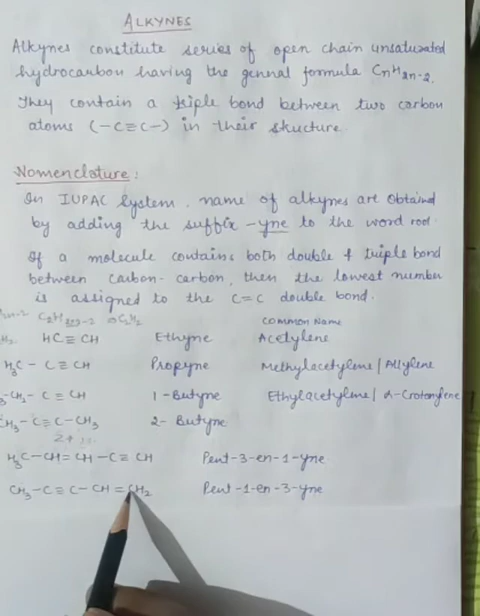 ALKYNES
Alkynes constitute series of open chain unsaturated
hydrocarbon having the general formula CnH2n-2.
They contain a triple bond between two carbon
atoms (-C≡C-) in their structure.
Nomenclature:
In IUPAC System, name of alkynes are obtained
by adding the suffix -yne to the word root.
If a molecule contains both double & triple bond
between carbon-carbon, then the lowest number
is assigned to the C=C double bond.
COMMON NAME
HC≡CH Ethyne Acetylene
H3C-C≡CH Propyne Methylacetylene/Allylene
-CH2-C≡CH 1-Butyne Ethylacetylene/α-Crotonylene
CH3-C≡C-CH3 2-Butyne
H3C-CH=CH-C≡CH Pent-3-en-1-yne
CH3-C≡C-CH=CH2 Pent-1-en-3-yne